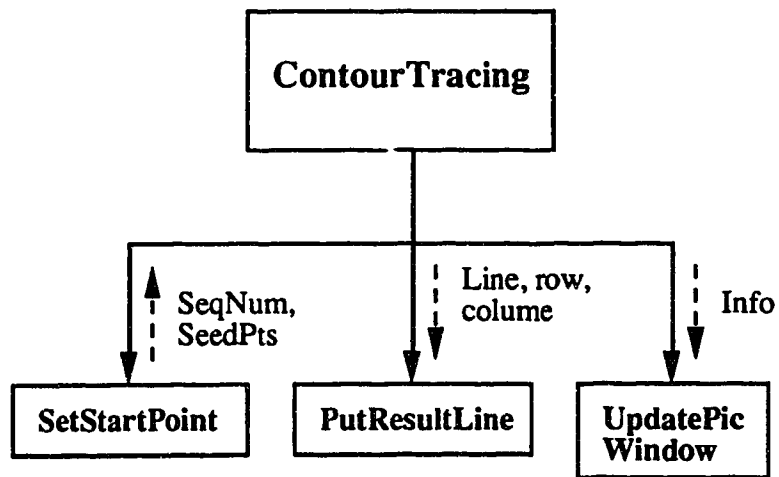 ContourTracing
SeqNum,
SeedPts
Line, row,
colume
Info
SetStartPoint
PutResultLine
UpdatePic
Window